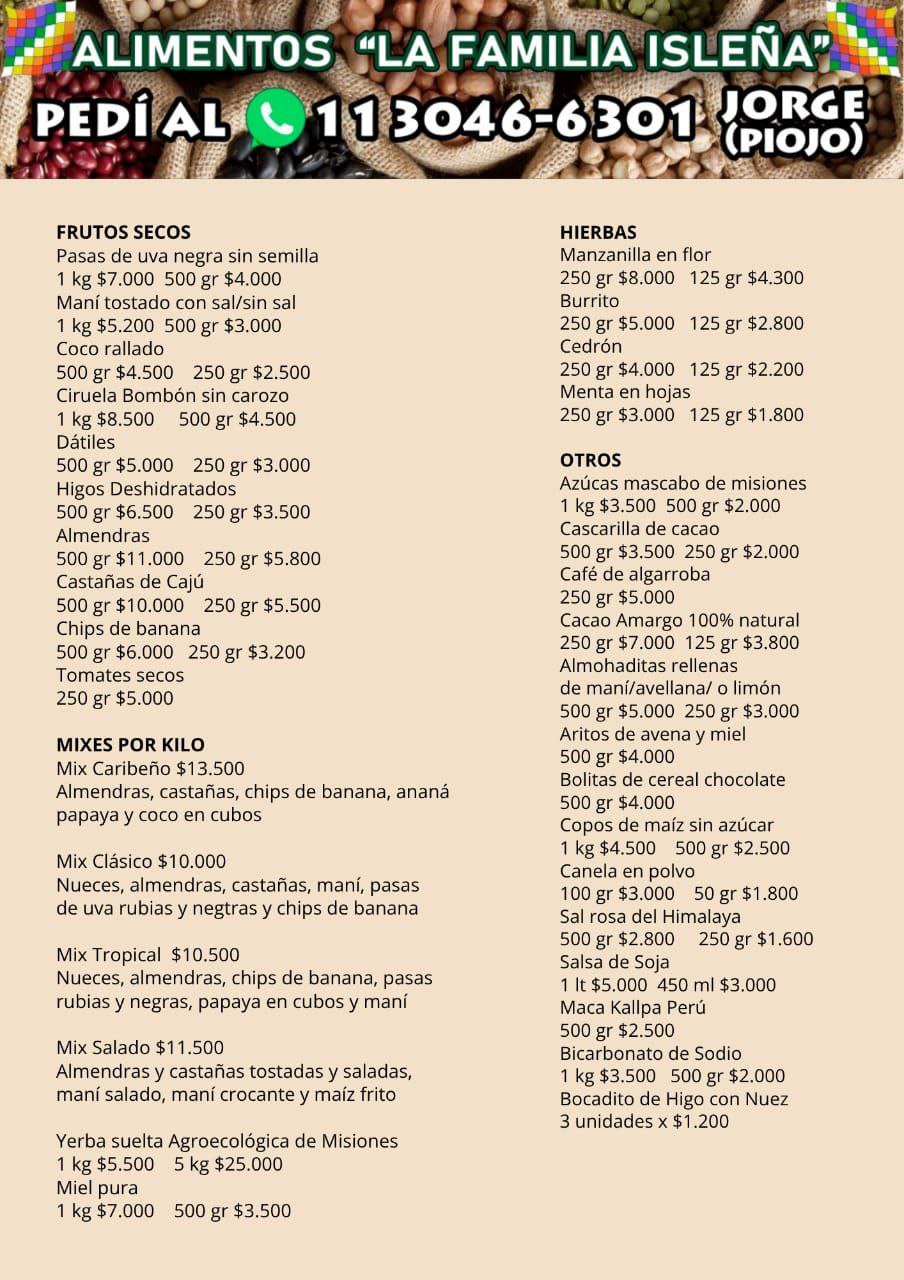 ALIMENTOS “LA FAMILIA ISLEÑA”
PEDÍ AL 11 3046-6301 JORGE (PIOJO)
FRUTOS SECOS
Pasas de uva negra sin semilla
1 kg $7.000 500 gr $4.000
Maní tostado con sal/sin sal
1 kg $5.200 500 gr $3.000
Coco rallado
500 gr $4.500 250 gr $2.500
Ciruela Bombón sin carozo
1 kg $8.500 500 gr $4.500
Dátiles
500 gr $5.000 250 gr $3.000
Higos Deshidratados
500 gr $6.500 250 gr $3.500
Almendras
500 gr $11.000 250 gr $5.800
Castañas de Cajú
500 gr $10.000 250 gr $5.500
Chips de banana
500 gr $6.000 250 gr $3.200
Tomates secos
250 gr $5.000
MIXES POR KILO
Mix Caribeño $13.500
Almendras, castañas, chips de banana, ananá
papaya y coco en cubos
Mix Clásico $10.000
Nueces, almendras, castañas, maní, pasas
de uva rubias y negtras y chips de banana
Mix Tropical $10.500
Nueces, almendras, chips de banana, pasas
rubias y negras, papaya en cubos y maní
Mix Salado $11.500
Almendras y castañas tostadas y saladas,
maní salado, maní crocante y maíz frito
Yerba suelta Agroecológica de Misiones
1 kg $5.500 5 kg $25.000
Miel pura
1 kg $7.000 500 gr $3.500
HIERBAS
Manzanilla en flor
250 gr $8.000 125 gr $4.300
Burrito
250 gr $5.000 125 gr $2.800
Cedrón
250 gr $4.000 125 gr $2.200
Menta en hojas
250 gr $3.000 125 gr $1.800
OTROS
Azúcas mascabo de misiones
1 kg $3.500 500 gr $2.000
Cascarilla de cacao
500 gr $3.500 250 gr $2.000
Café de algarroba
250 gr $5.000
Cacao Amargo 100% natural
250 gr $7.000 125 gr $3.800
Almohaditas rellenas
de maní/avellana/ o limón
500 gr $5.000 250 gr $3.000
Aritos de avena y miel
500 gr $4.000
Bolitas de cereal chocolate
500 gr $4.000
Copos de maíz sin azúcar
1 kg $4.500 500 gr $2.500
Canela en polvo
100 gr $3.000 50 gr $1.800
Sal rosa del Himalaya
500 gr $2.800 250 gr $1.600
Salsa de Soja
1 lt $5.000 450 ml $3.000
Maca Kallpa Perú
500 gr $2.500
Bicarbonato de Sodio
1 kg $3.500 500 gr $2.000
Bocadito de Higo con Nuez
3 unidades x $1.200